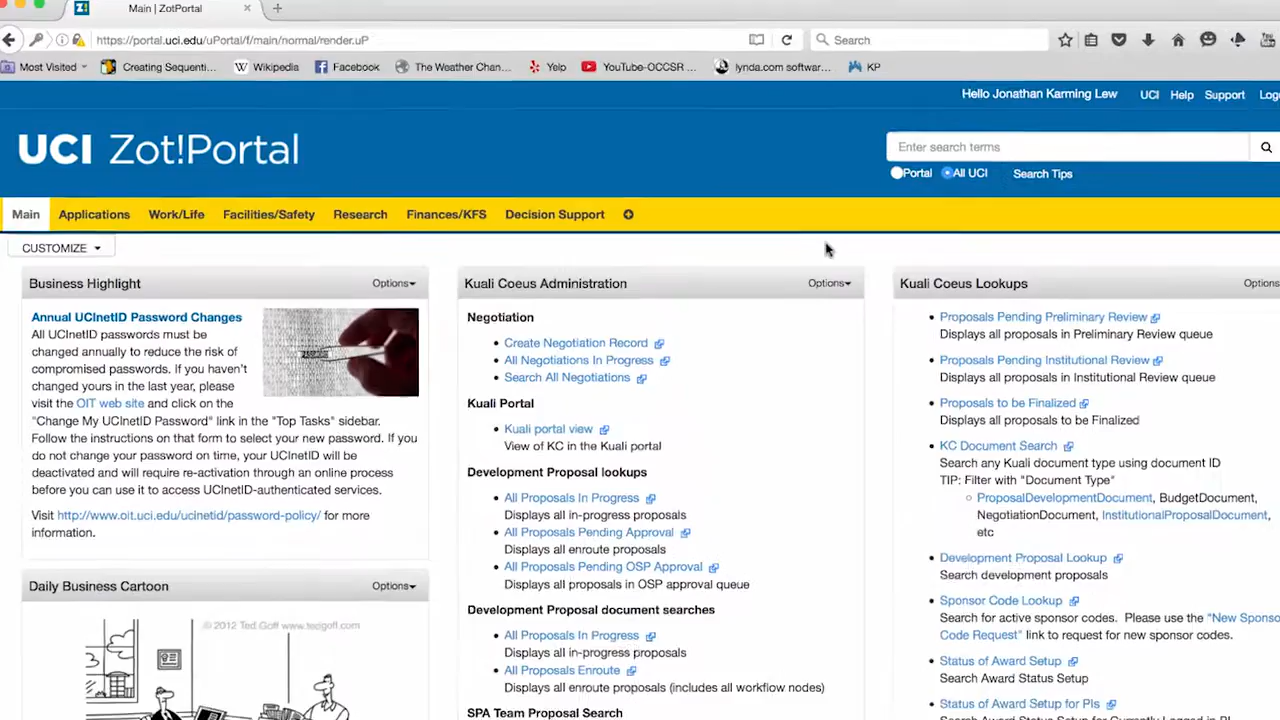 Main | ZotPortal
https://portal.uci.edu/uPortal/f/main/normal/render.uP
Search
Most Visited
Creating Sequenti...
Wikipedia
Facebook
The Weather Chan...
Yelp
YouTube-OCCSR ...
lynda.com softwar...
KP
Hello Jonathan Karming Lew
UCI
Help
Support
UCI Zot!Portal
Enter search terms
Portal
All UCI
Search Tips
Main
Applications
Work/Life
Facilities/Safety
Research
Finances/KFS
Decision Support
CUSTOMIZE
Business Highlight
Options
Annual UCInetID Password Changes
All UCInetID passwords must be
changed annually to reduce the risk of
compromised passwords. If you haven't
changed yours in the last year, please
visit the OIT web site and click on the
"Change My UCInetID Password" link in the "Top Tasks" sidebar.
Follow the instructions on that form to select your new password. If you
do not change your password on time, your UCInetID will be
deactivated and will require re-activation through an online process
before you can use it to access UCInetID-authenticated services.
Visit http://www.oit.uci.edu/ucinetid/password-policy/ for more
information.
Daily Business Cartoon
Options
© 2012 Ted Goff www.tedgoff.com
Kuali Coeus Administration
Options
Negotiation
• Create Negotiation Record
• All Negotiations In Progress
• Search All Negotiations
Kuali Portal
• Kuali portal view
View of KC in the Kuali portal
Development Proposal lookups
• All Proposals In Progress
Displays all in-progress proposals
• All Proposals Pending Approval
Displays all enroute proposals
• All Proposals Pending OSP Approval
Displays all proposals in OSP approval queue
Development Proposal document searches
• All Proposals In Progress
Displays all in-progress proposals
• All Proposals Enroute
Displays all enroute proposals (includes all workflow nodes)
SPA Team Proposal Search
Kuali Coeus Lookups
Options
• Proposals Pending Preliminary Review
Displays all proposals in Preliminary Review queue
• Proposals Pending Institutional Review
Displays all proposals in Institutional Review queue
• Proposals to be Finalized
Displays all proposals to be Finalized
• KC Document Search
Search any Kuali document type using document ID
TIP: Filter with "Document Type"
○ ProposalDevelopmentDocument, BudgetDocument,
NegotiationDocument, InstitutionalProposalDocument,
etc
• Development Proposal Lookup
Search development proposals
• Sponsor Code Lookup
Search for active sponsor codes. Please use the "New Sponso
Code Request" link to request for new sponsor codes.
• Status of Award Setup
Search Award Status Setup
• Status of Award Setup for PIs